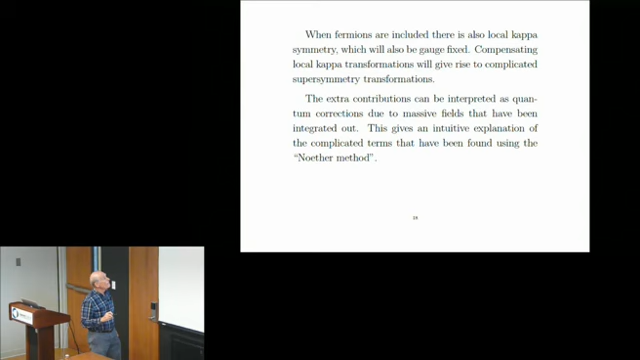 When fermions are included there is also local kappa
symmetry, which will also be gauge fixed. Compensating
local kappa transformations will give rise to complicated
supersymmetry transformations.
The extra contributions can be interpreted as quan-
tum corrections due to massive fields that have been
integrated out. This gives an intuitive explanation of
the complicated terms that have been found using the
"Noether method".